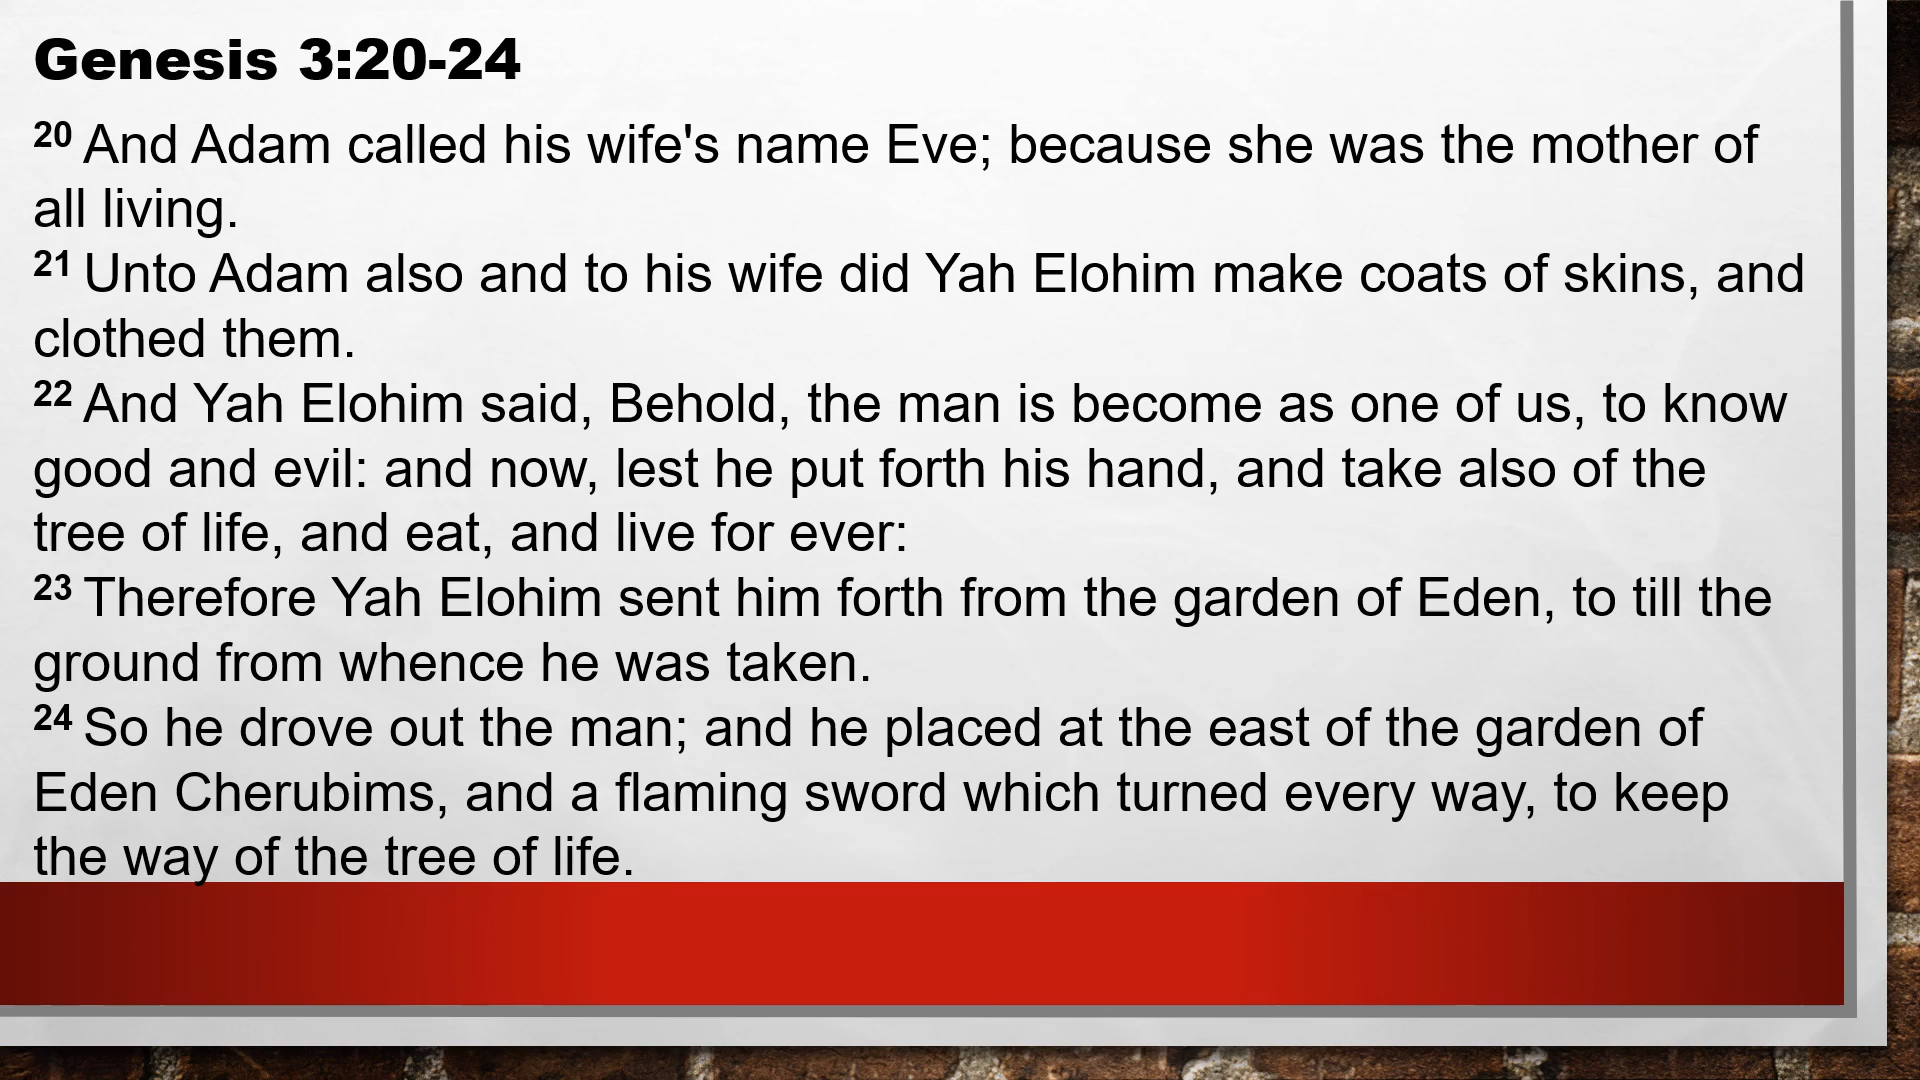 Genesis 3:20-24
20 And Adam called his wife's name Eve; because she was the mother of
all living.
21 Unto Adam also and to his wife did Yah Elohim make coats of skins, and
clothed them.
22 And Yah Elohim said, Behold, the man is become as one of us, to know
good and evil: and now, lest he put forth his hand, and take also of the
tree of life, and eat, and live for ever:
23 Therefore Yah Elohim sent him forth from the garden of Eden, to till the
ground from whence he was taken.
24 So he drove out the man; and he placed at the east of the garden of
Eden Cherubims, and a flaming sword which turned every way, to keep
the way of the tree of life.